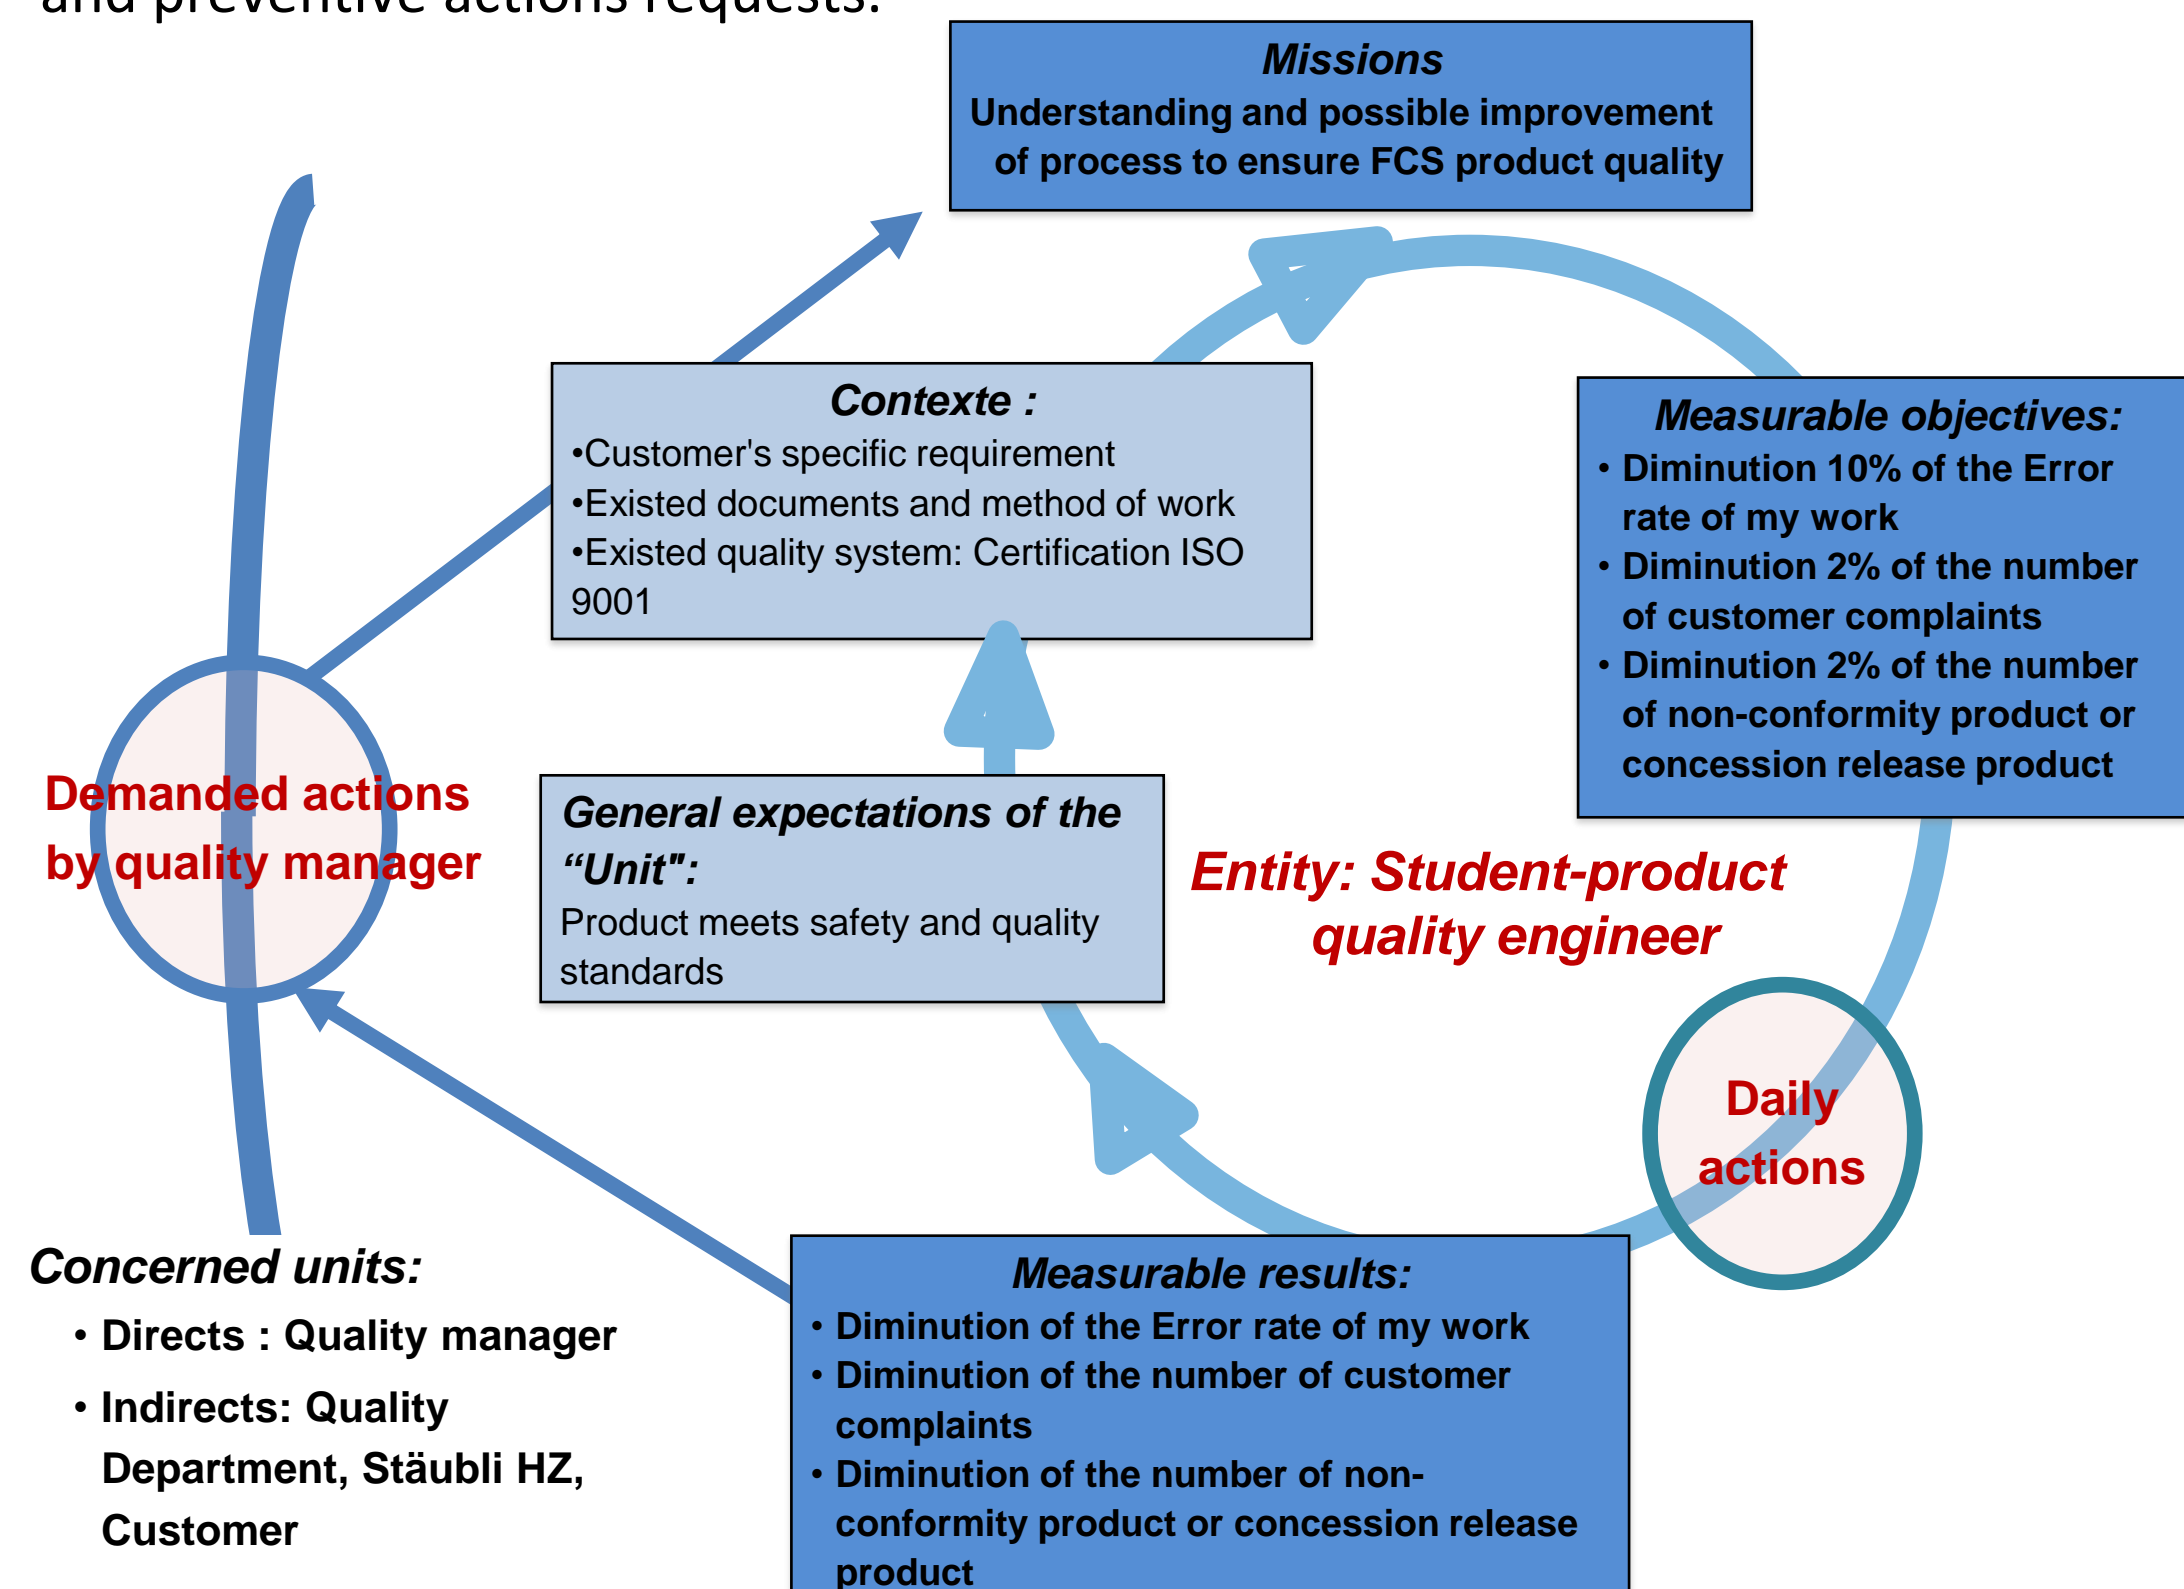 and preventive actions requests.
Missions
Understanding and possible improvement
of process to ensure FCS product quality
Contexte :
•Customer's specific requirement
•Existed documents and method of work
•Existed quality system: Certification ISO
9001
Measurable objectives:
• Diminution 10% of the Error
rate of my work
• Diminution 2% of the number
of customer complaints
• Diminution 2% of the number
of non-conformity product or
concession release product
Demanded actions
by quality manager
General expectations of the
“Unit":
Product meets safety and quality
standards
Entity: Student-product
quality engineer
Daily
actions
Concerned units:
• Directs : Quality manager
• Indirects: Quality
Department, Stäubli HZ,
Customer
Measurable results:
• Diminution of the Error rate of my work
• Diminution of the number of customer
complaints
• Diminution of the number of non-
conformity product or concession release
product